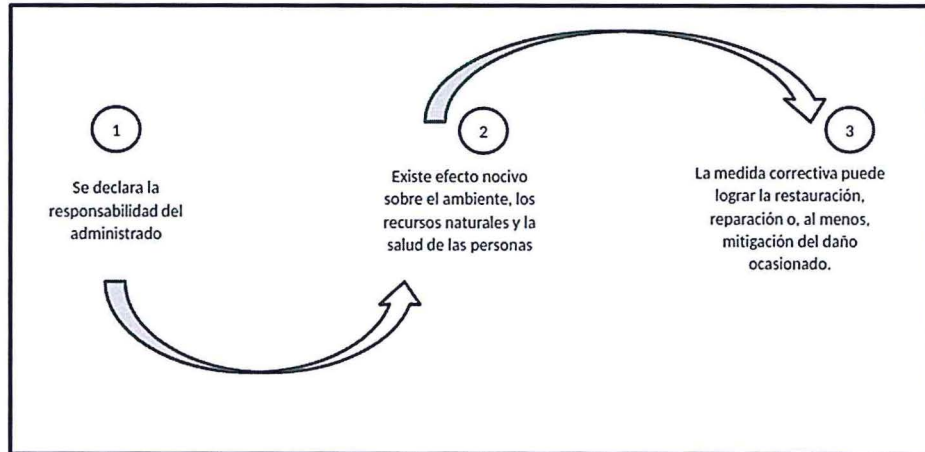 1
Se declara la
responsabilidad del
administrado
2
Existe efecto nocivo
sobre el ambiente, los
recursos naturales y la
salud de las personas
3
La medida correctiva puede
lograr la restauración,
reparación o, al menos,
mitigación del daño
ocasionado.